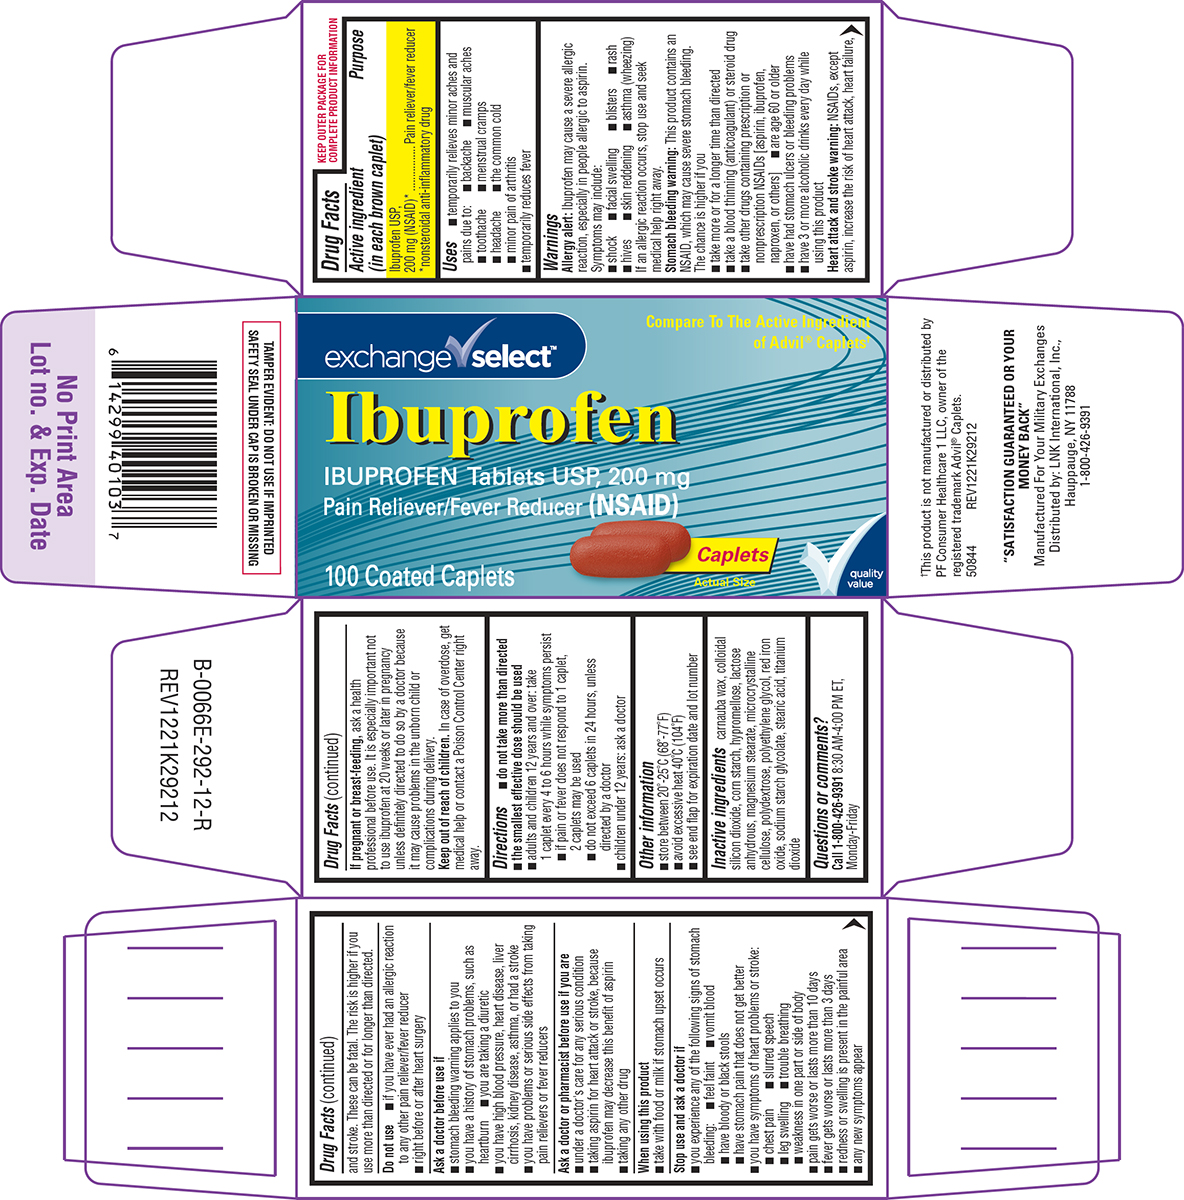 KEEP OUTER PACKAGE FOR
COMPLETE PRODUCT INFORMATION
Drug Facts
Active ingredient Purpose
(in each brown caplet)
Ibuprofen USP,
200 mg (NSAID)* .............. Pain reliever/fever reducer
*nonsteroidal anti-inflammatory drug
Uses ■ temporarily relieves minor aches and
pains due to: ■ backache ■ muscular aches
■ toothache ■ menstrual cramps
■ headache ■ the common cold
■ minor pain of arthritis
■ temporarily reduces fever
Warnings
Allergy alert: Ibuprofen may cause a severe allergic
reaction, especially in people allergic to aspirin.
Symptoms may include:
■ shock ■ facial swelling ■ blisters ■ rash
■ hives ■ skin reddening ■ asthma (wheezing)
If an allergic reaction occurs, stop use and seek
medical help right away.
Stomach bleeding warning: This product contains an
NSAID, which may cause severe stomach bleeding.
The chance is higher if you
■ take more or for a longer time than directed
■ take a blood thinning (anticoagulant) or steroid drug
■ take other drugs containing prescription or
nonprescription NSAIDs [aspirin, ibuprofen,
naproxen, or others] ■ are age 60 or older
■ have had stomach ulcers or bleeding problems
■ have 3 or more alcoholic drinks every day while
using this product
Heart attack and stroke warning: NSAIDs, except
aspirin, increase the risk of heart attack, heart failure,
No Print Area
Lot no. & Exp. Date
6 14299 40103 7
TAMPER EVIDENT: DO NOT USE IF IMPRINTED
SAFETY SEAL UNDER CAP IS BROKEN OR MISSING
exchange select™
Compare To The Active Ingredient
of Advil® Caplets†
Ibuprofen
IBUPROFEN Tablets USP, 200 mg
Pain Reliever/Fever Reducer (NSAID)
Caplets
Actual Size
100 Coated Caplets
quality
value
†This product is not manufactured or distributed by
PF Consumer Healthcare 1 LLC, owner of the
registered trademark Advil® Caplets.
50844 REV1221K29212
"SATISFACTION GUARANTEED OR YOUR
MONEY BACK"
Manufactured For Your Military Exchanges
Distributed by: LNK International, Inc.,
Hauppauge, NY 11788
1-800-426-9391
B-0066E-292-12-R
REV1221K29212
Drug Facts (continued)
If pregnant or breast-feeding, ask a health
professional before use. It is especially important not
to use ibuprofen at 20 weeks or later in pregnancy
unless definitely directed to do so by a doctor because
it may cause problems in the unborn child or
complications during delivery.
Keep out of reach of children. In case of overdose, get
medical help or contact a Poison Control Center right
away.
Directions ■ do not take more than directed
■ the smallest effective dose should be used
■ adults and children 12 years and over: take
1 caplet every 4 to 6 hours while symptoms persist
■ if pain or fever does not respond to 1 caplet,
2 caplets may be used
■ do not exceed 6 caplets in 24 hours, unless
directed by a doctor
■ children under 12 years: ask a doctor
Other information
■ store between 20°-25°C (68°-77°F)
■ avoid excessive heat 40°C (104°F)
■ see end flap for expiration date and lot number
Inactive ingredients carnauba wax, colloidal
silicon dioxide, corn starch, hypromellose, lactose
anhydrous, magnesium stearate, microcrystalline
cellulose, polydextrose, polyethylene glycol, red iron
oxide, sodium starch glycolate, stearic acid, titanium
dioxide
Questions or comments?
Call 1-800-426-9391 8:30 AM-4:00 PM ET,
Monday-Friday
Drug Facts (continued)
and stroke. These can be fatal. The risk is higher if you
use more than directed or for longer than directed.
Do not use ■ if you have ever had an allergic reaction
to any other pain reliever/fever reducer
■ right before or after heart surgery
Ask a doctor before use if
■ stomach bleeding warning applies to you
■ you have a history of stomach problems, such as
heartburn ■ you are taking a diuretic
■ you have high blood pressure, heart disease, liver
cirrhosis, kidney disease, asthma, or had a stroke
■ you have problems or serious side effects from taking
pain relievers or fever reducers
Ask a doctor or pharmacist before use if you are
■ under a doctor's care for any serious condition
■ taking aspirin for heart attack or stroke, because
ibuprofen may decrease this benefit of aspirin
■ taking any other drug
When using this product
■ take with food or milk if stomach upset occurs
Stop use and ask a doctor if
■ you experience any of the following signs of stomach
bleeding: ■ feel faint ■ vomit blood
■ have bloody or black stools
■ have stomach pain that does not get better
■ you have symptoms of heart problems or stroke:
■ chest pain ■ slurred speech
■ leg swelling ■ trouble breathing
■ weakness in one part or side of body
■ pain gets worse or lasts more than 10 days
■ fever gets worse or lasts more than 3 days
■ redness or swelling is present in the painful area
■ any new symptoms appear